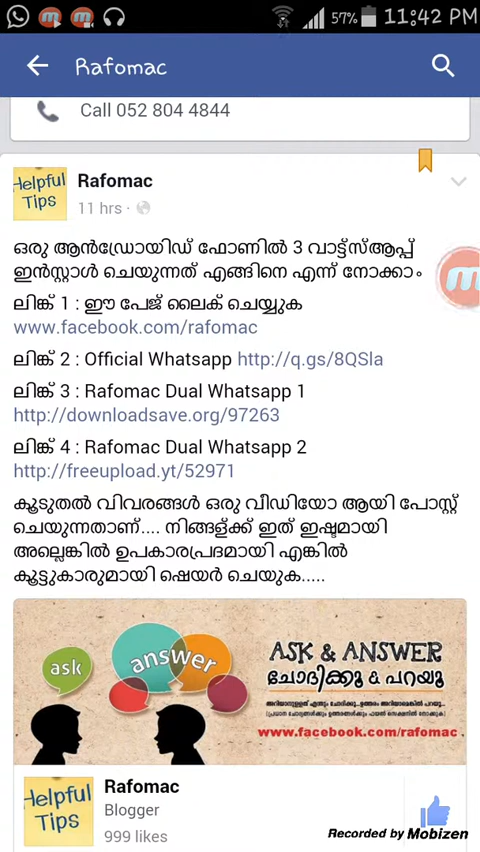 57% 11:42 PM
Rafomac
Call 052 804 4844
Helpful Tips
Rafomac
11 hrs ·
ഒരു ആൻഡ്രോയിഡ് ഫോണിൽ 3 വാട്ട്സ്ആപ്പ്
ഇൻസ്റ്റാൾ ചെയുന്നത് എങ്ങിനെ എന്ന് നോക്കാം
ലിങ്ക് 1 : ഈ പേജ് ലൈക് ചെയ്യുക
www.facebook.com/rafomac
ലിങ്ക് 2 : Official Whatsapp http://q.gs/8QSla
ലിങ്ക് 3 : Rafomac Dual Whatsapp 1
http://downloadsave.org/97263
ലിങ്ക് 4 : Rafomac Dual Whatsapp 2
http://freeupload.yt/52971
കൂടുതൽ വിവരങ്ങൾ ഒരു വീഡിയോ ആയി പോസ്റ്റ്
ചെയുന്നതാണ്.... നിങ്ങള്ക്ക് ഇത് ഇഷ്ടമായി
അല്ലെങ്കിൽ ഉപകാരപ്രദമായി എങ്കിൽ
കൂട്ടുകാരുമായി ഷെയർ ചെയുക.....
ask
answer
ASK & ANSWER
ചോദിക്കൂ & പറയൂ
www.facebook.com/rafomac
Helpful Tips
Rafomac
Blogger
999 likes
Recorded by Mobizen